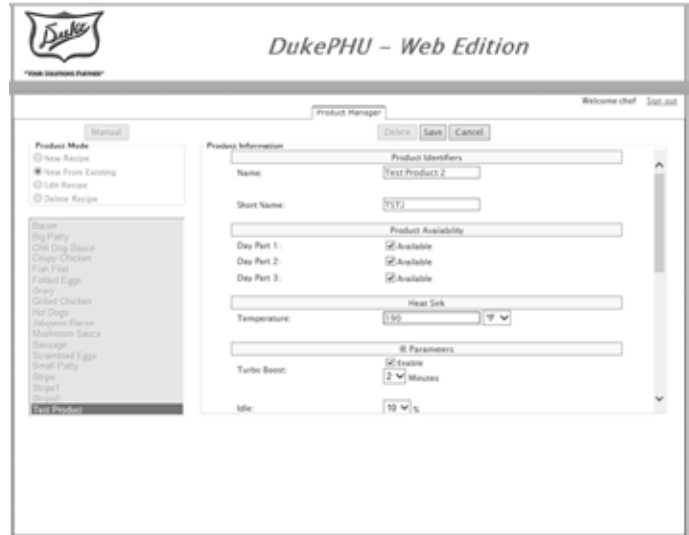 Duke
"YOUR SOLUTIONS PARTNER"
DukePHU – Web Edition
Welcome chef Sign out
Product Manager
Manual
Delete Save Cancel
Product Mode
New Recipe
New From Existing
Edit Recipe
Delete Recipe
Bacon
Big Patty
Chili Dog Sauce
Crispy Chicken
Fish Filet
Folded Eggs
Gravy
Grilled Chicken
Hot Dogs
Jalapeno Bacon
Mushroom Sauce
Sausage
Scrambled Eggs
Small Patty
Strips
Strips1
Strips2
Test Product
Product Information
Product Identifiers
Name: Test Product 2
Short Name: TST2
Product Availability
Day Part 1: Available
Day Part 2: Available
Day Part 3: Available
Heat Sink
Temperature: 190 °F
IR Parameters
Turbo Boost: Enable
2 Minutes
Idle: 10 %